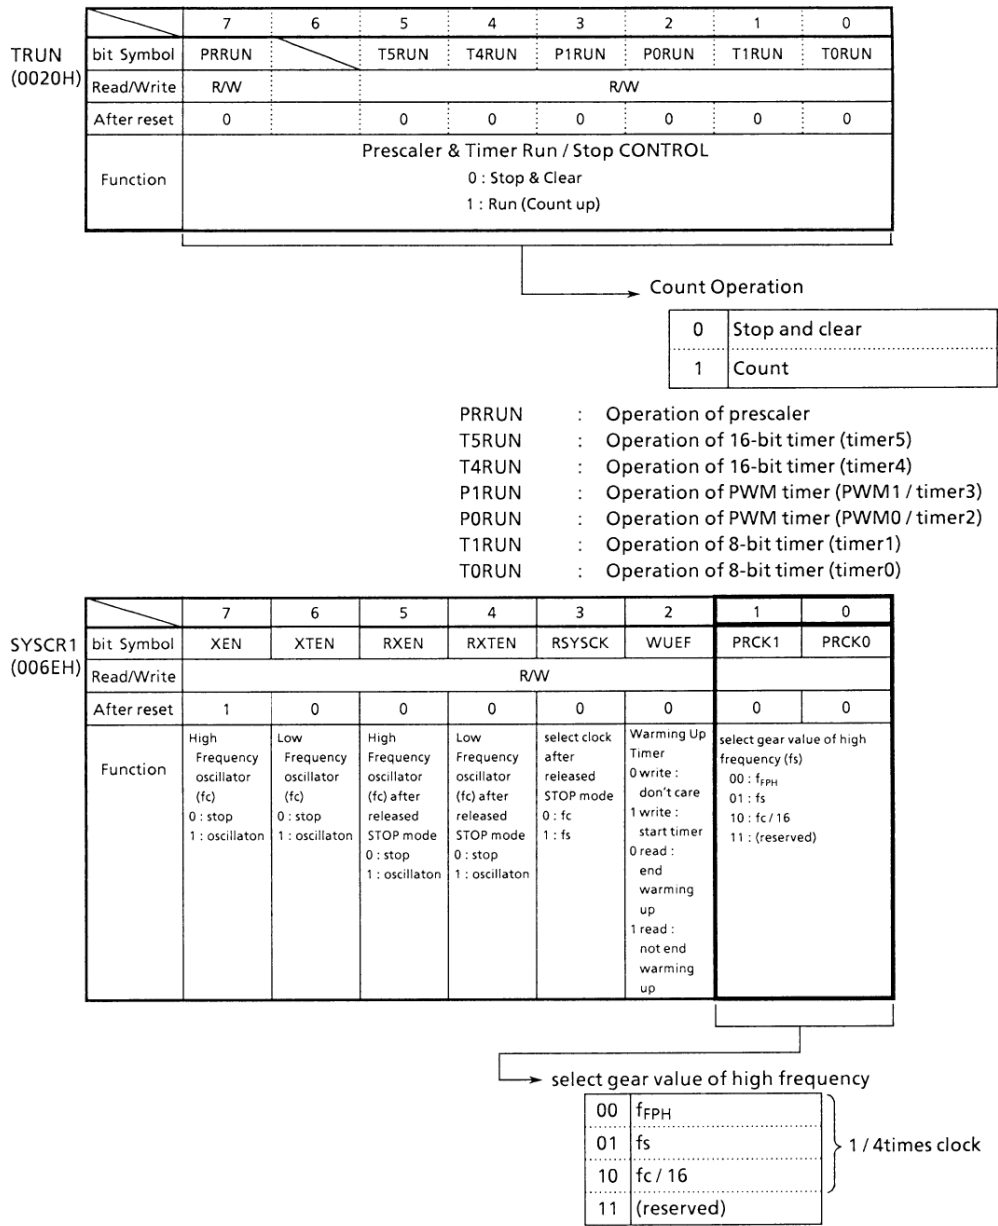 7 6 5 4 3 2 1 0
TRUN (0020H)
bit Symbol PRRUN T5RUN T4RUN P1RUN P0RUN T1RUN T0RUN
Read/Write R/W R/W
After reset 0 0 0 0 0 0 0
Function
Prescaler & Timer Run / Stop CONTROL
0 : Stop & Clear
1 : Run (Count up)
Count Operation
0 Stop and clear
1 Count
PRRUN : Operation of prescaler
T5RUN : Operation of 16-bit timer (timer5)
T4RUN : Operation of 16-bit timer (timer4)
P1RUN : Operation of PWM timer (PWM1 / timer3)
P0RUN : Operation of PWM timer (PWM0 / timer2)
T1RUN : Operation of 8-bit timer (timer1)
T0RUN : Operation of 8-bit timer (timer0)
7 6 5 4 3 2 1 0
SYSCR1
(006EH)
bit Symbol XEN XTEN RXEN RXTEN RSYSCK WUEF PRCK1 PRCK0
Read/Write R/W
After reset 1 0 0 0 0 0 0 0
Function
High
Frequency
oscillator
(fc)
0 : stop
1 : oscillaton
Low
Frequency
oscillator
(fc)
0 : stop
1 : oscillaton
High
Frequency
oscillator
(fc) after
released
STOP mode
0 : stop
1 : oscillaton
Low
Frequency
oscillator
(fc) after
released
STOP mode
0 : stop
1 : oscillaton
select clock
after
released
STOP mode
0 : fc
1 : fs
Warming Up
Timer
0 write :
don't care
1 write :
start timer
0 read :
end
warming
up
1 read :
not end
warming
up
select gear value of high
frequency (fs)
00 : fFPH
01 : fs
10 : fc / 16
11 : (reserved)
select gear value of high frequency
00 fFPH
01 fs
10 fc / 16
11 (reserved)
1 / 4times clock